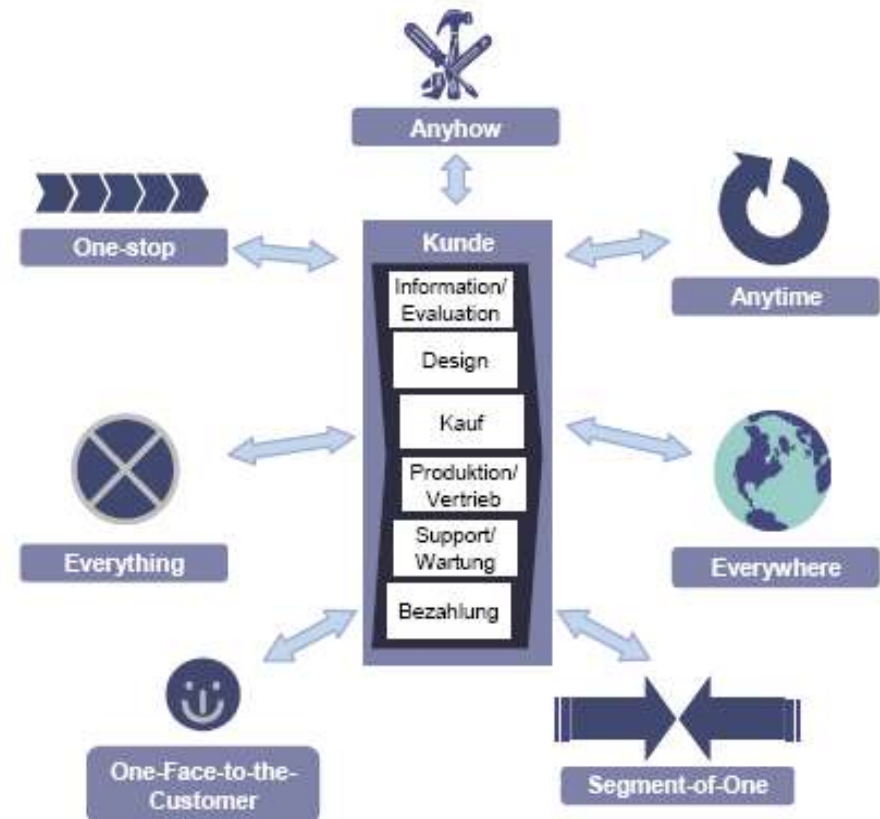 Anyhow
One-stop
Kunde
Anytime
Information/
Evaluation
Design
Kauf
Produktion/
Vertrieb
Support/
Wartung
Bezahlung
Everything
Everywhere
One-Face-to-the-
Customer
Segment-of-One